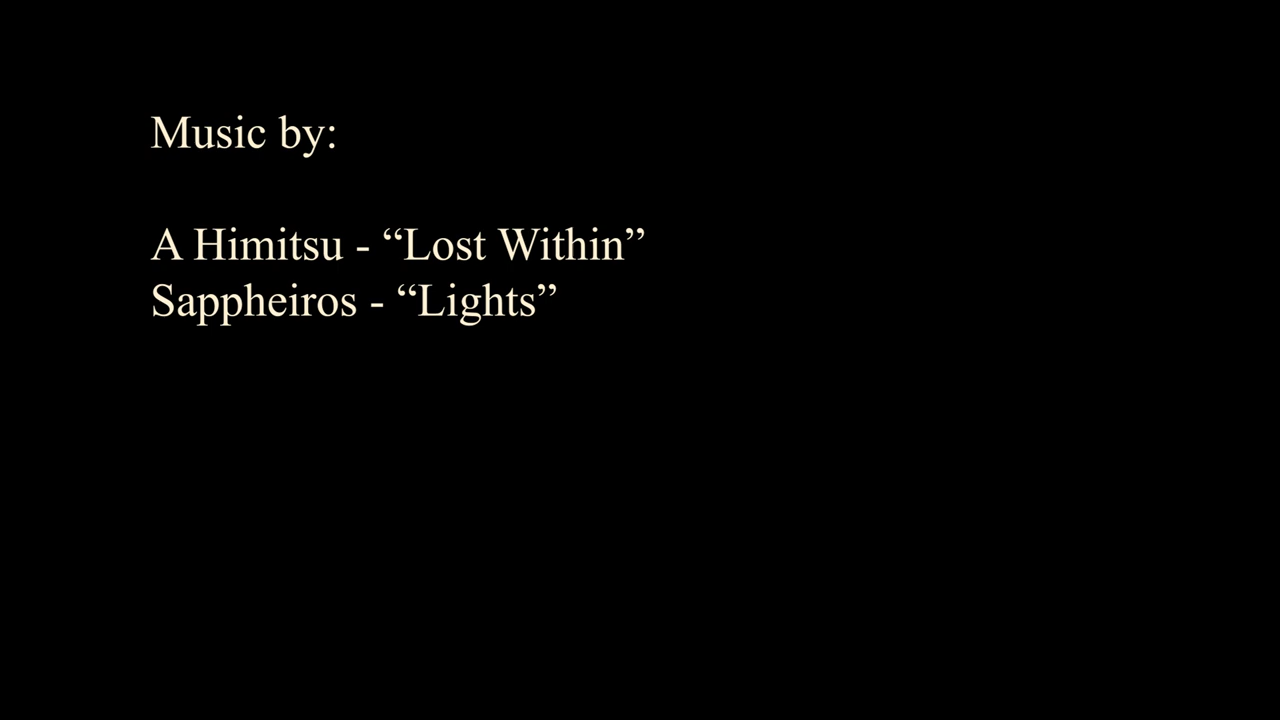 Music by:
A Himitsu - “Lost Within”
Sappheiros - “Lights”